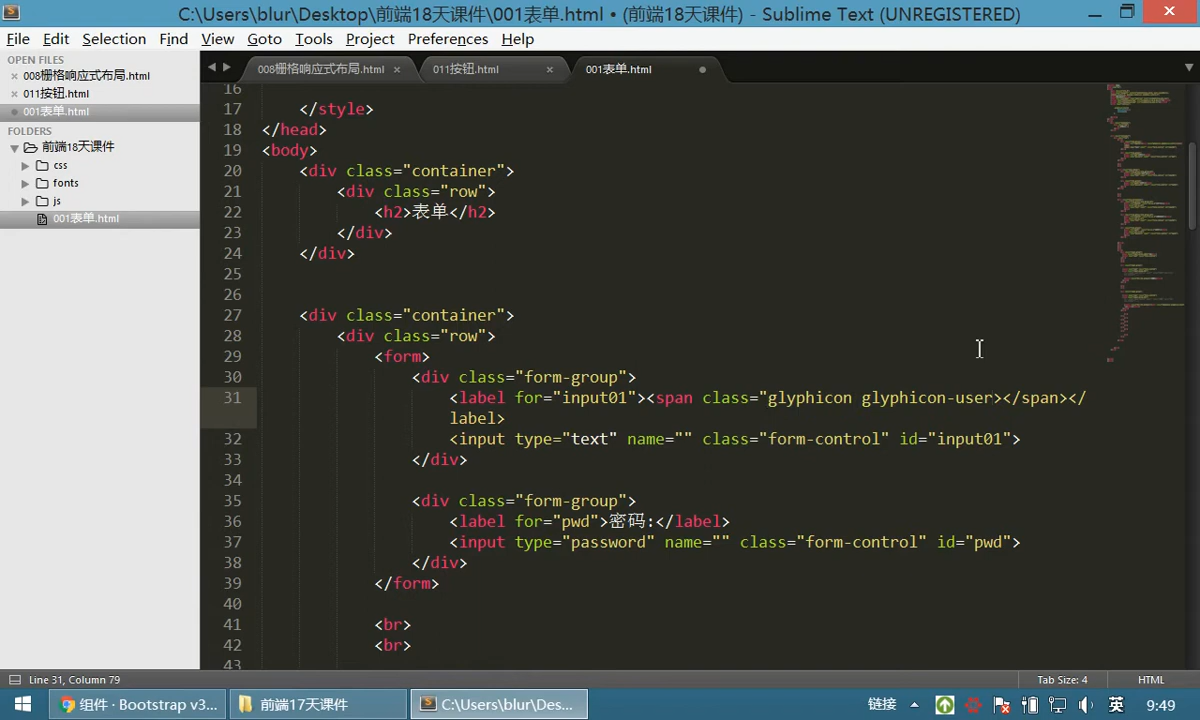 C:\Users\blur\Desktop\前端18天课件\001表单.html • (前端18天课件) - Sublime Text (UNREGISTERED)
File Edit Selection Find View Goto Tools Project Preferences Help
OPEN FILES
008栅格响应式布局.html
011按钮.html
001表单.html
FOLDERS
前端18天课件
css
fonts
js
001表单.html
008栅格响应式布局.html 011按钮.html 001表单.html
16
17 </style>
18 </head>
19 <body>
20 <div class="container">
21 <div class="row">
22 <h2>表单</h2>
23 </div>
24 </div>
25
26
27 <div class="container">
28 <div class="row">
29 <form>
30 <div class="form-group">
31 <label for="input01"><span class="glyphicon glyphicon-user></span></
label>
32 <input type="text" name="" class="form-control" id="input01">
33 </div>
34
35 <div class="form-group">
36 <label for="pwd">密码:</label>
37 <input type="password" name="" class="form-control" id="pwd">
38 </div>
39 </form>
40
41 <br>
42 <br>
43
Line 31, Column 79 Tab Size: 4 HTML
组件 · Bootstrap v3... 前端17天课件 C:\Users\blur\Des... 链接 英 9:49